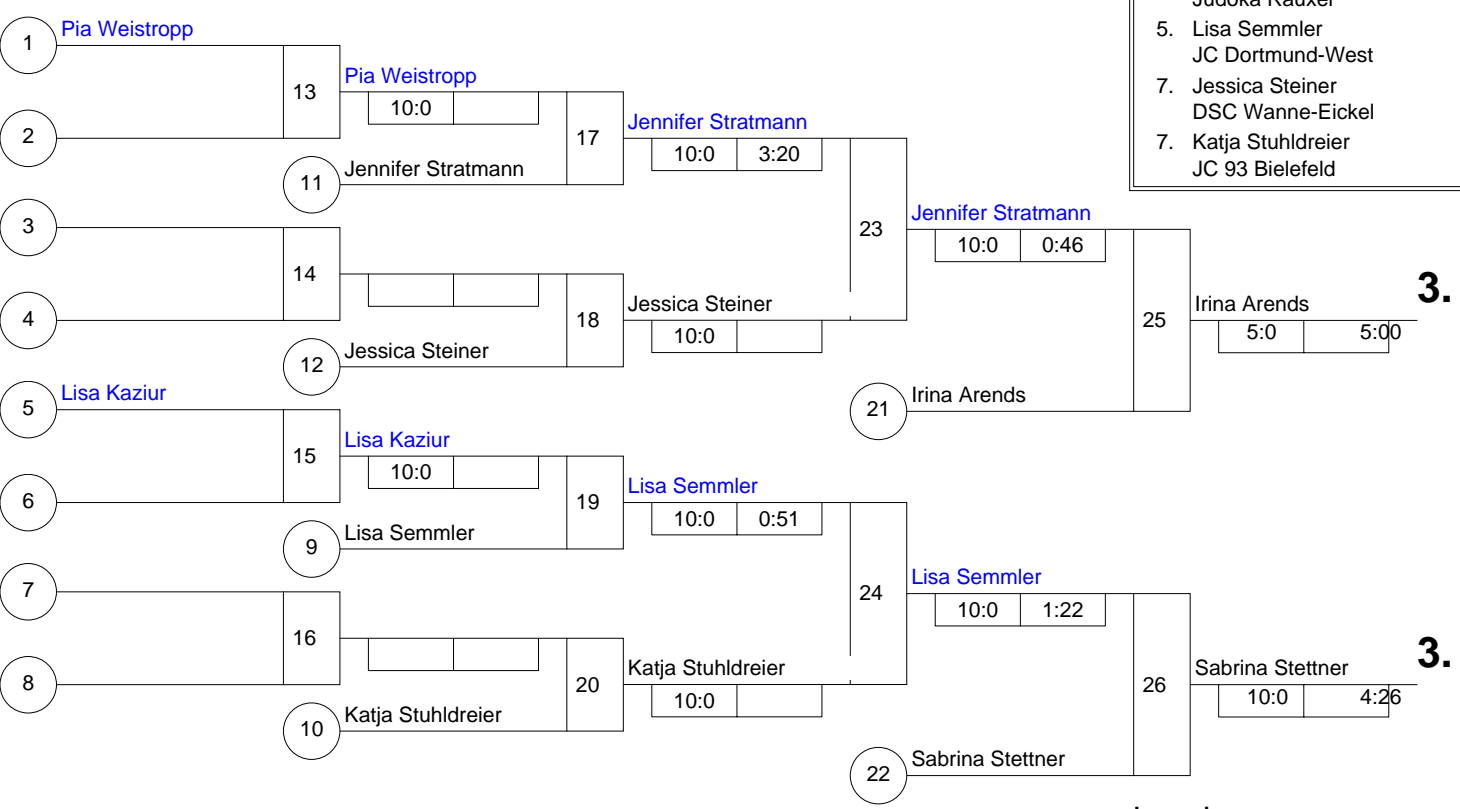 Judoka Rauxel
5. Lisa Semmler
JC Dortmund-West
7. Jessica Steiner
DSC Wanne-Eickel
7. Katja Stuhldreier
JC 93 Bielefeld
1 Pia Weistropp
2
13 Pia Weistropp
10:0
11 Jennifer Stratmann
17 Jennifer Stratmann
10:0 3:20
3
4
14
12 Jessica Steiner
18 Jessica Steiner
10:0
23 Jennifer Stratmann
10:0 0:46
21 Irina Arends
25 Irina Arends 3.
5:0 5:00
5 Lisa Kaziur
6
15 Lisa Kaziur
10:0
9 Lisa Semmler
19 Lisa Semmler
10:0 0:51
7
8
16
10 Katja Stuhldreier
20 Katja Stuhldreier
10:0
24 Lisa Semmler
10:0 1:22
22 Sabrina Stettner
26 Sabrina Stettner 3.
10:0 4:26